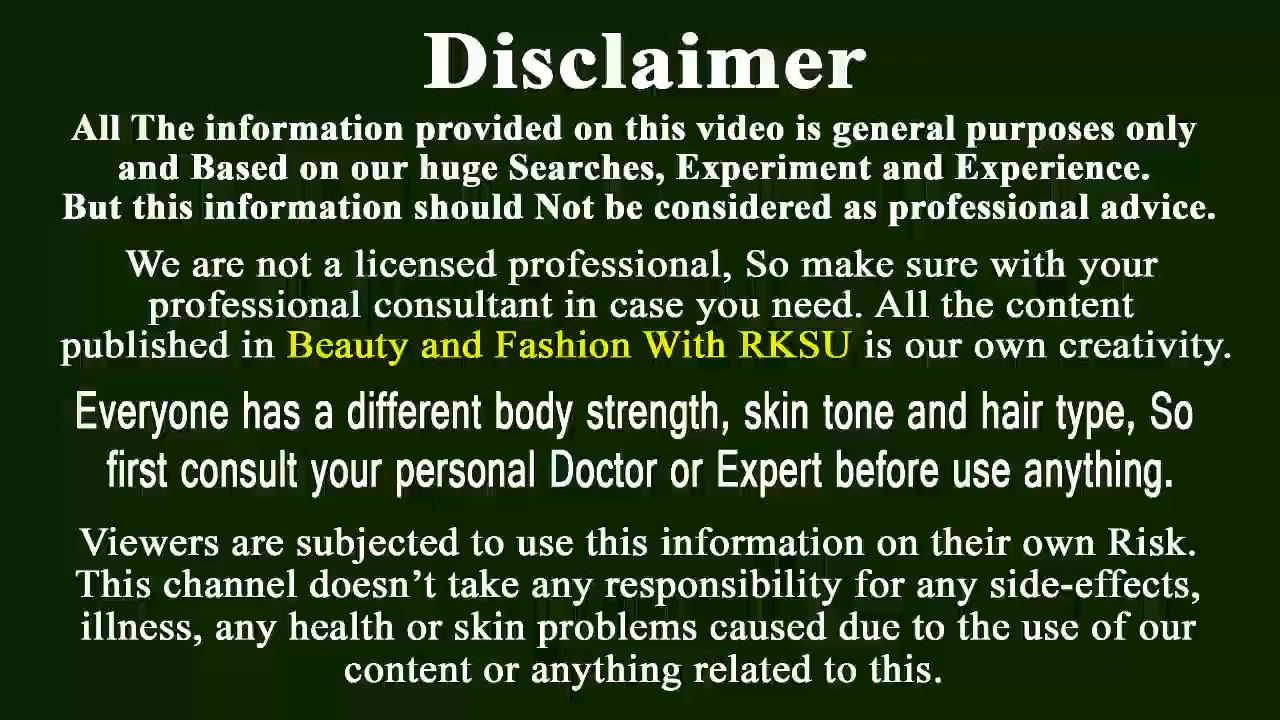 Disclaimer
All The information provided on this video is general purposes only
and Based on our huge Searches, Experiment and Experience.
But this information should Not be considered as professional advice.
We are not a licensed professional, So make sure with your
professional consultant in case you need. All the content
published in Beauty and Fashion With RKSU is our own creativity.
Everyone has a different body strength, skin tone and hair type, So
first consult your personal Doctor or Expert before use anything.
Viewers are subjected to use this information on their own Risk.
This channel doesn’t take any responsibility for any side-effects,
illness, any health or skin problems caused due to the use of our
content or anything related to this.